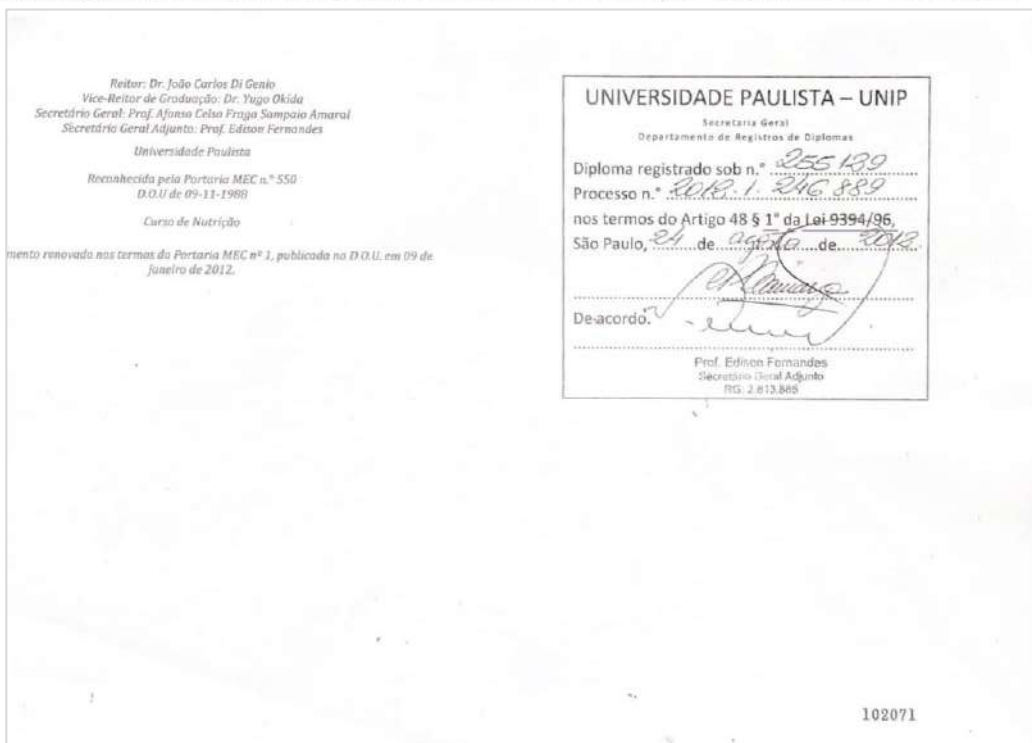 Reitor: Dr. João Carlos Di Genio
Vice-Reitor de Graduação: Dr. Yugo Okida
Secretário Geral: Prof. Afonso Celso Fraga Sampaio Amaral
Secretário Geral Adjunto: Prof. Edison Fernandes
Universidade Paulista
Reconhecida pela Portaria MEC n.º 550
D.O.U de 09-11-1988
Curso de Nutrição
mento renovado nos termos da Portaria MEC nº 1, publicada no D.O.U. em 09 de
janeiro de 2012.
UNIVERSIDADE PAULISTA – UNIP
Secretaria Geral
Departamento de Registros de Diplomas
Diploma registrado sob n.° 255139
Processo n.° 2012.1.246.889
nos termos do Artigo 48 § 1° da Lei 9394/96,
São Paulo, 24 de agosto de 2012.
De acordo.
Prof. Edison Fernandes
Secretário Geral Adjunto
RG: 2.813.885
102071